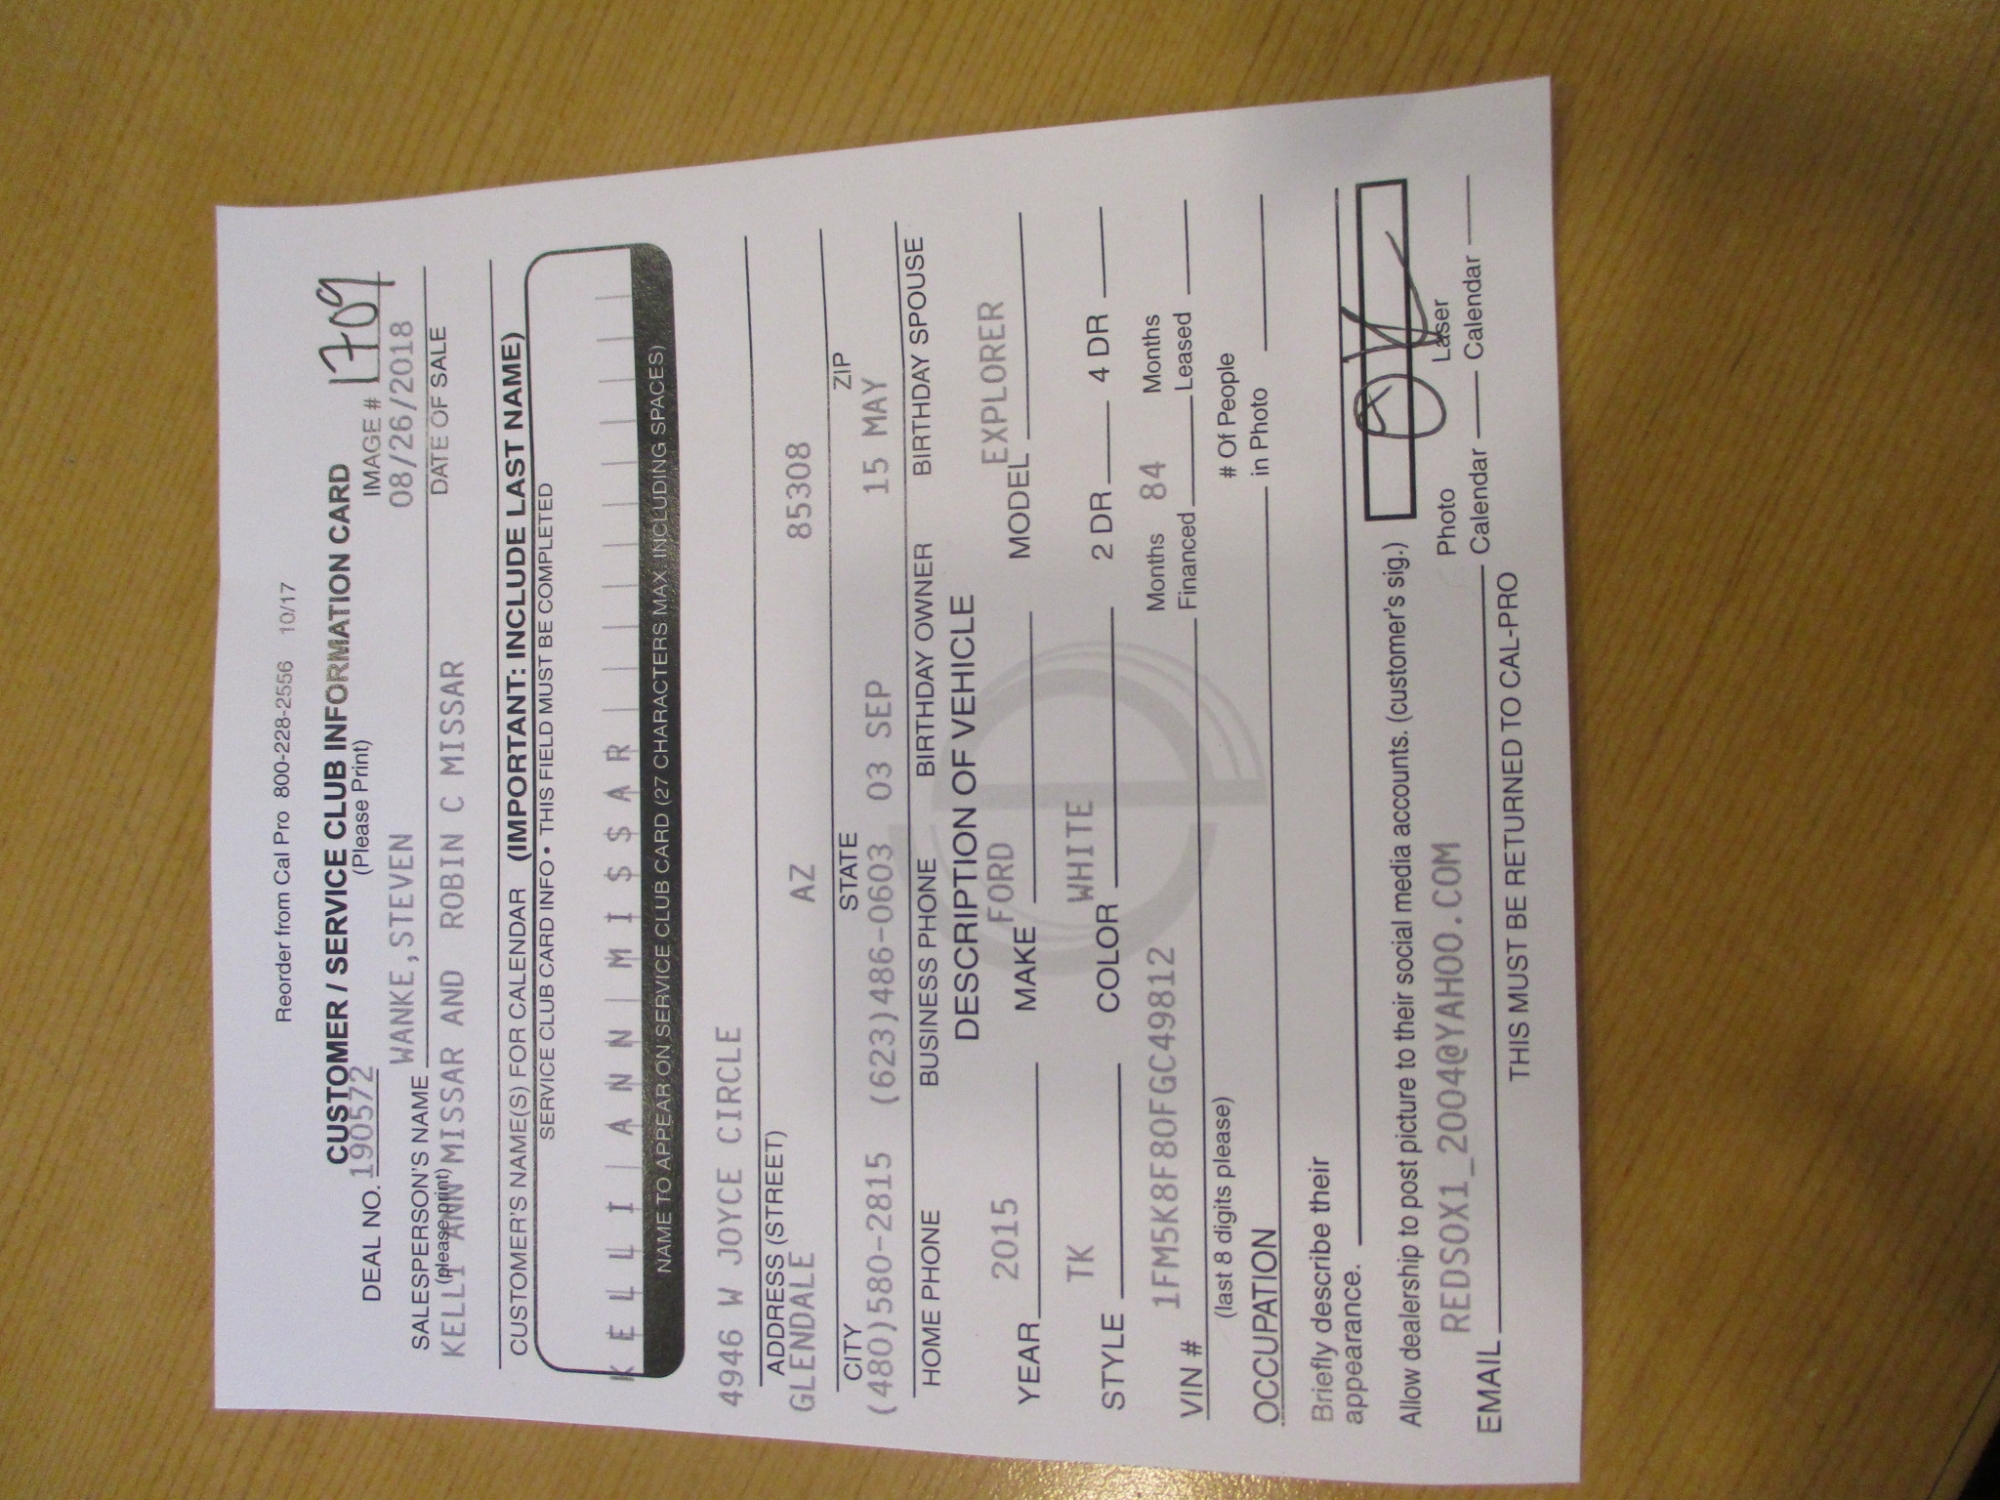 Reorder from Cal Pro 800-228-2556 10/17
CUSTOMER / SERVICE CLUB INFORMATION CARD
(Please Print)
DEAL NO. 190572 IMAGE # 1709
WANKE, STEVEN 08/26/2018
SALESPERSON'S NAME DATE OF SALE
(please print)
KELLI ANN MISSAR AND ROBIN C MISSAR
CUSTOMER'S NAME(S) FOR CALENDAR (IMPORTANT: INCLUDE LAST NAME)
SERVICE CLUB CARD INFO • THIS FIELD MUST BE COMPLETED
K E L L I A N N M I S S A R
NAME TO APPEAR ON SERVICE CLUB CARD (27 CHARACTERS MAX. INCLUDING SPACES)
4946 W JOYCE CIRCLE
ADDRESS (STREET)
GLENDALE AZ 85308
CITY STATE ZIP
(480)580-2815 (623)486-0603 03 SEP 15 MAY
HOME PHONE BUSINESS PHONE BIRTHDAY OWNER BIRTHDAY SPOUSE
DESCRIPTION OF VEHICLE
YEAR 2015 MAKE FORD MODEL EXPLORER
STYLE TK COLOR WHITE 2 DR 4 DR
VIN # 1FM5K8F80FGC49812 Months Financed 84 Months Leased
(last 8 digits please)
OCCUPATION # Of People in Photo
Briefly describe their
appearance.
Allow dealership to post picture to their social media accounts. (customer's sig.)
EMAIL REDSOX1_2004@YAHOO.COM Photo Calendar Laser Calendar
THIS MUST BE RETURNED TO CAL-PRO